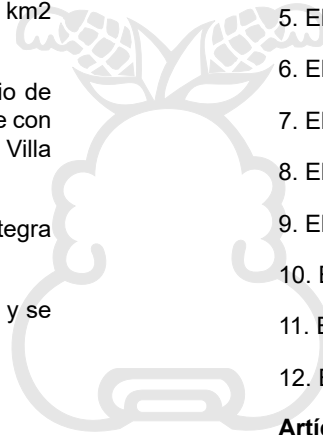 km2
io de
e con
Villa
tegra
y se
5. El
6. El
7. El
8. El
9. El
10. E
11. E
12. E
Artíc